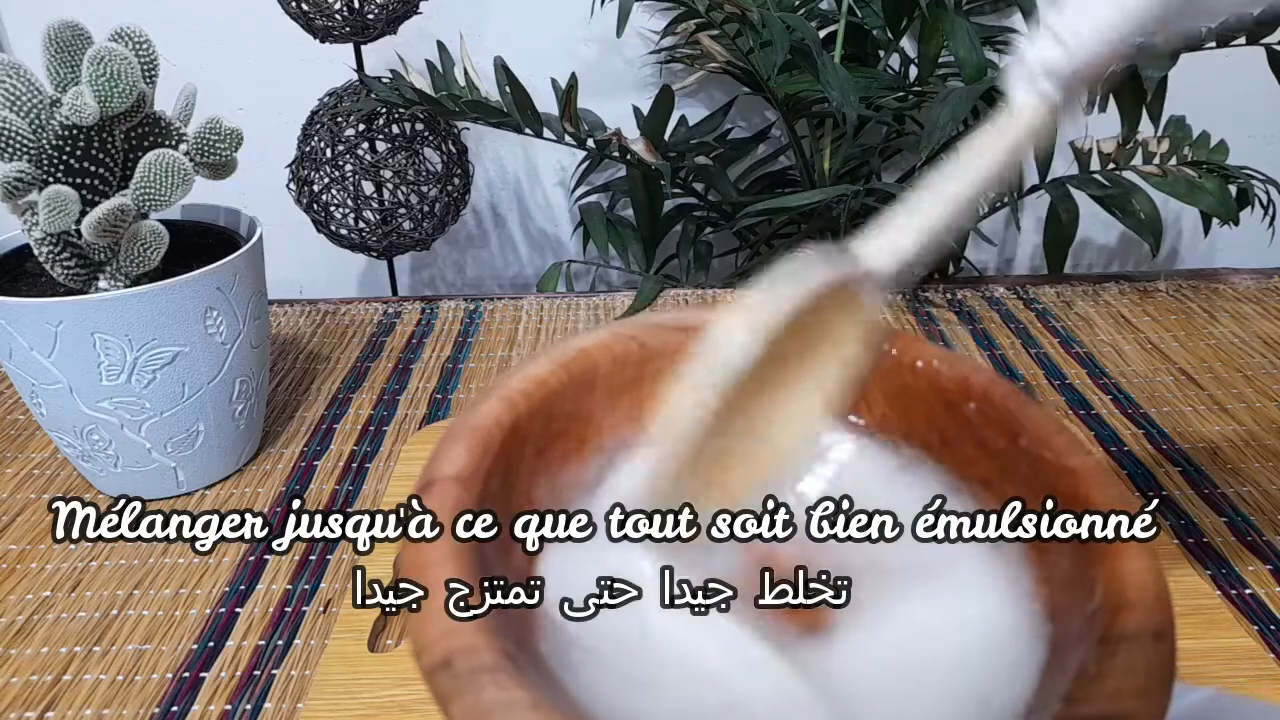 Mélanger jusqu'à ce que tout soit bien émulsionné
تخلط جيدا حتى تمتزج جيدا